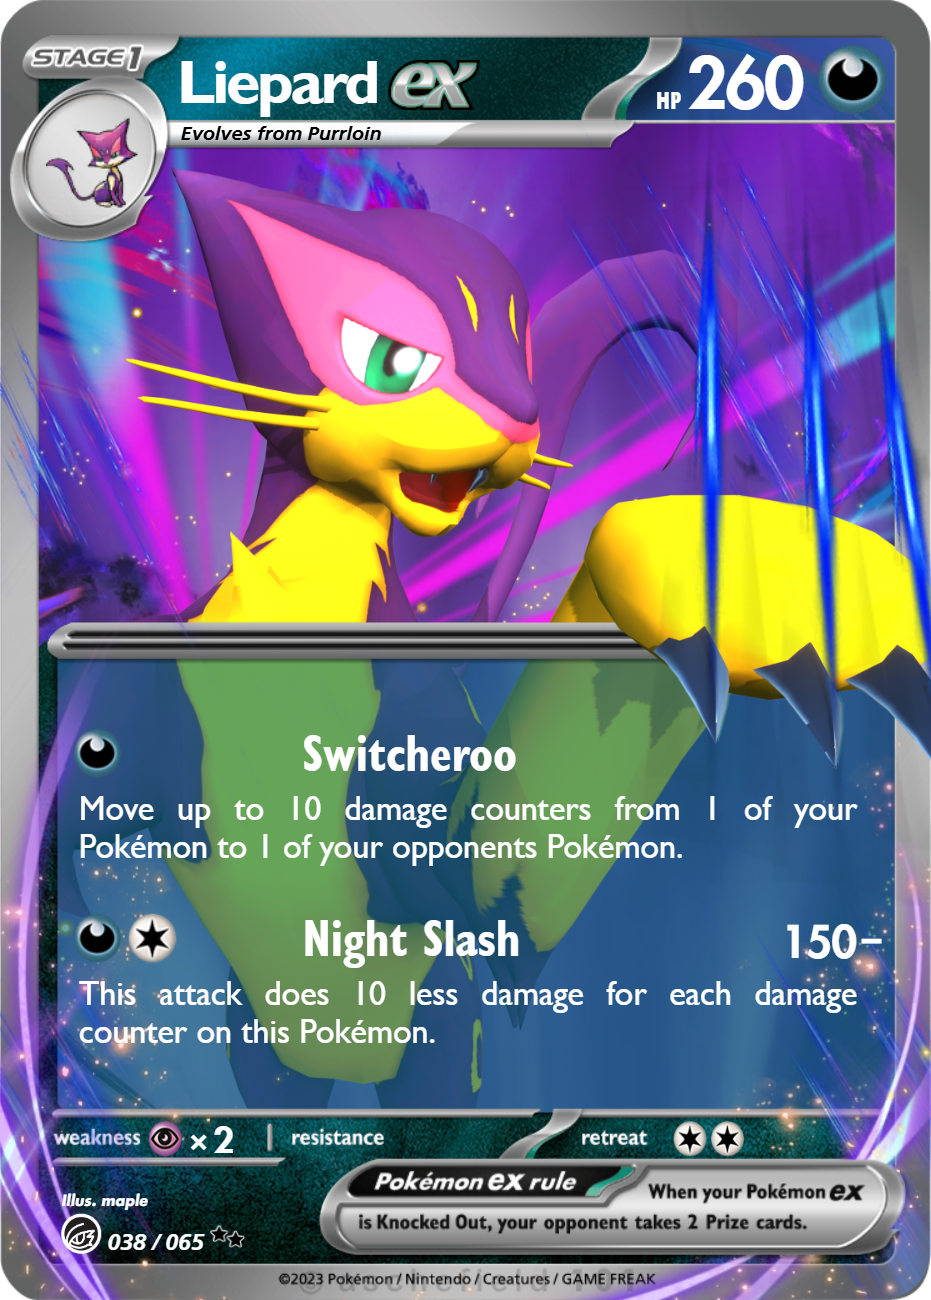 STAGE 1
Liepard ex
HP 260
Evolves from Purrloin
Switcheroo
Move up to 10 damage counters from 1 of your
Pokémon to 1 of your opponents Pokémon.
Night Slash 150−
This attack does 10 less damage for each damage
counter on this Pokémon.
weakness ×2 resistance retreat
Pokémon ex rule
When your Pokémon ex
is Knocked Out, your opponent takes 2 Prize cards.
Illus. maple
038 / 065
©2023 Pokémon / Nintendo / Creatures / GAME FREAK